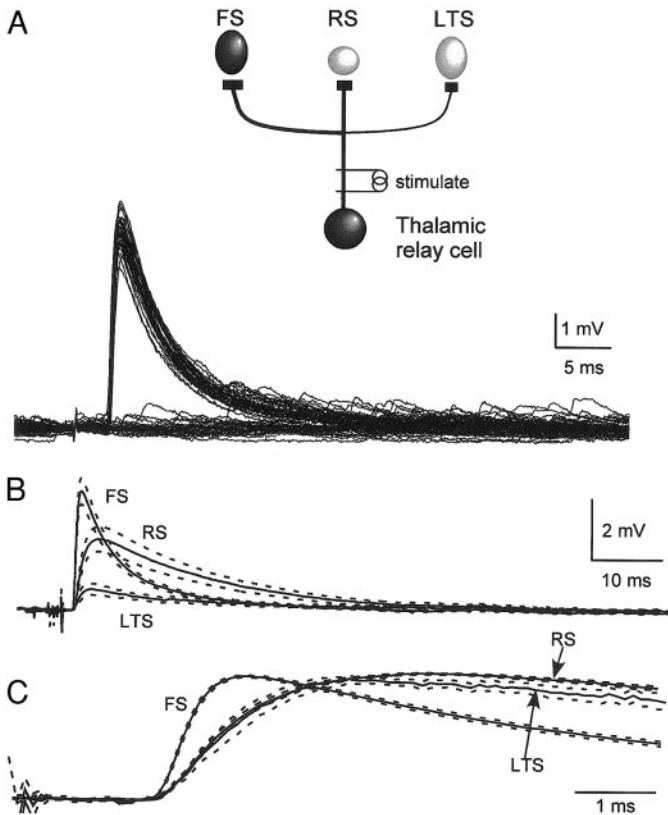 A
FS RS LTS
stimulate
Thalamic
relay cell
1 mV
5 ms
B
FS
RS
LTS
2 mV
10 ms
C
RS
FS
LTS
1 ms